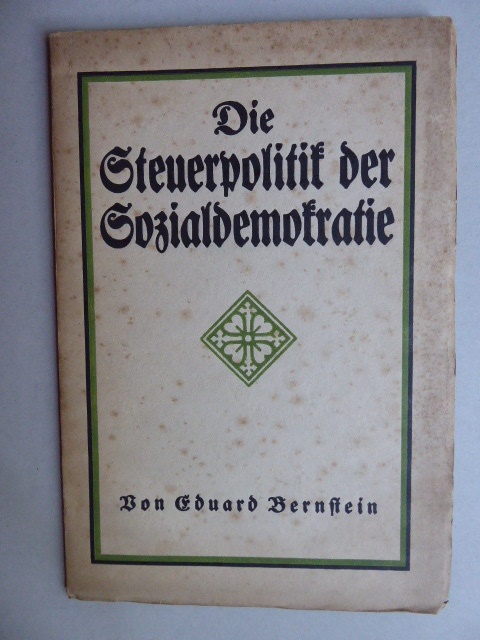 Die
Steuerpolitik der
Sozialdemokratie
Von Eduard Bernstein